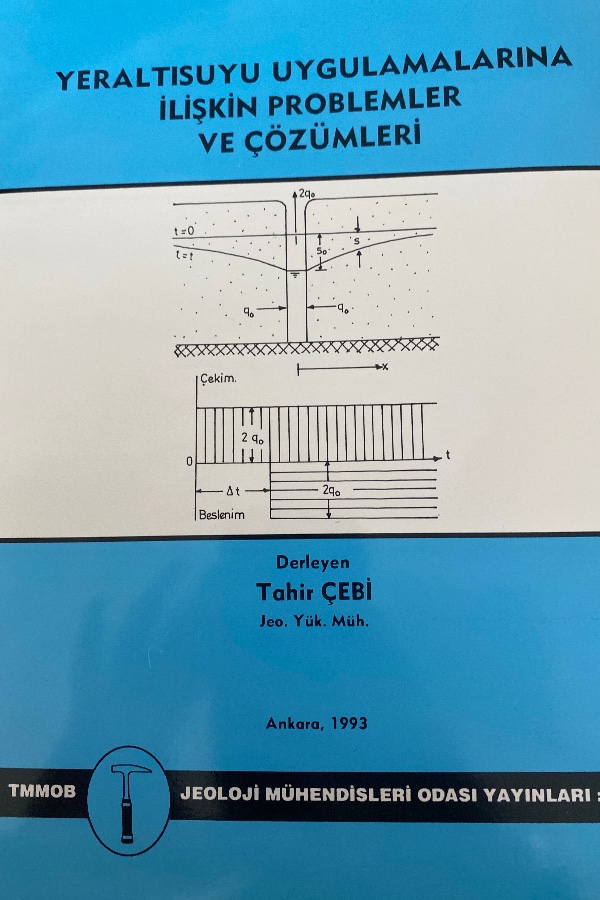 YERALTISUYU UYGULAMALARINA
İLİŞKİN PROBLEMLER
VE ÇÖZÜMLERİ
2q₀
t=0
t=t
s₀
s
q₀
q₀
x
Çekim.
2 q₀
0
t
Δt
2q₀
Beslenim
Derleyen
Tahir ÇEBİ
Jeo. Yük. Müh.
Ankara, 1993
TMMOB
JEOLOJİ MÜHENDİSLERİ ODASI YAYINLARI :